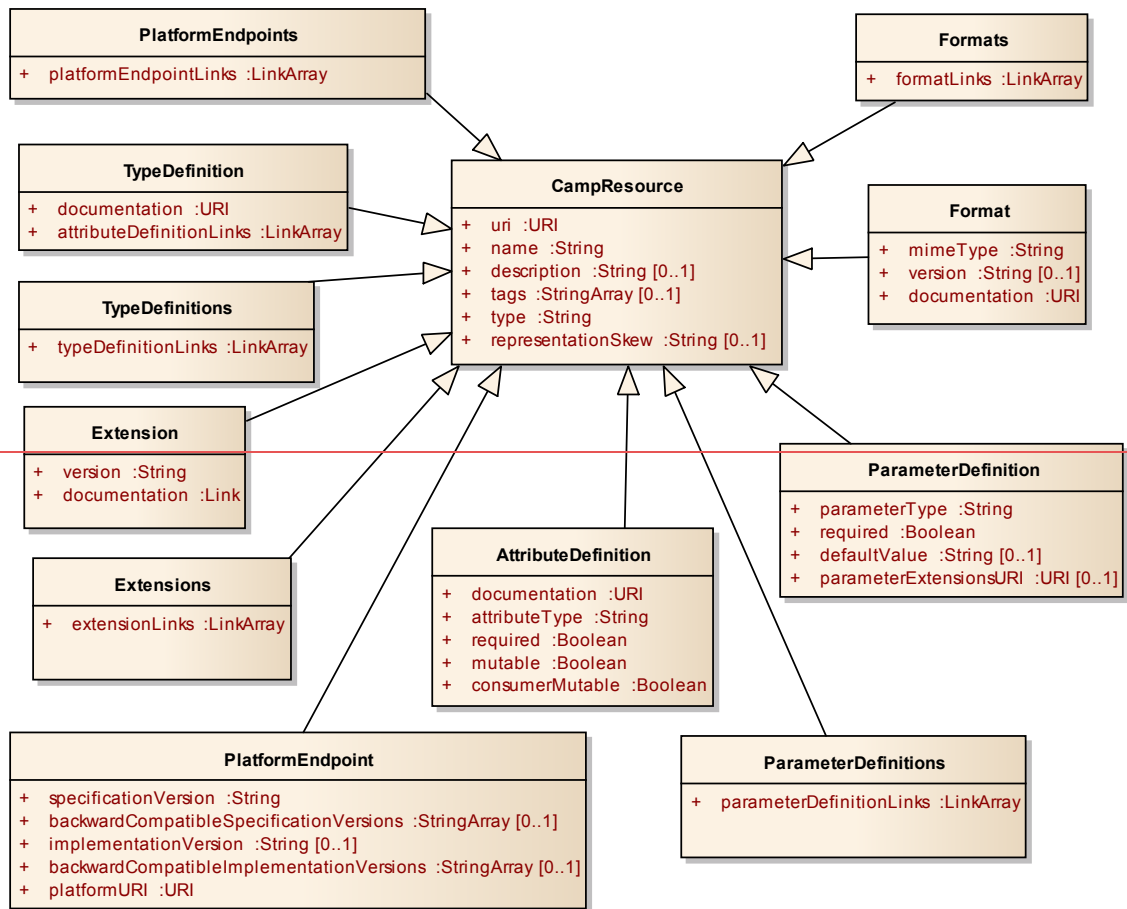 PlatformEndpoints
+ platformEndpointLinks :LinkArray
Formats
+ formatLinks :LinkArray
TypeDefinition
+ documentation :URI
+ attributeDefinitionLinks :LinkArray
CampResource
+ uri :URI
+ name :String
+ description :String [0..1]
+ tags :StringArray [0..1]
+ type :String
+ representationSkew :String [0..1]
Format
+ mimeType :String
+ version :String [0..1]
+ documentation :URI
TypeDefinitions
+ typeDefinitionLinks :LinkArray
Extension
+ version :String
+ documentation :Link
ParameterDefinition
+ parameterType :String
+ required :Boolean
+ defaultValue :String [0..1]
+ parameterExtensionsURI :URI [0..1]
Extensions
+ extensionLinks :LinkArray
AttributeDefinition
+ documentation :URI
+ attributeType :String
+ required :Boolean
+ mutable :Boolean
+ consumerMutable :Boolean
PlatformEndpoint
+ specificationVersion :String
+ backwardCompatibleSpecificationVersions :StringArray [0..1]
+ implementationVersion :String [0..1]
+ backwardCompatibleImplementationVersions :StringArray [0..1]
+ platformURI :URI
ParameterDefinitions
+ parameterDefinitionLinks :LinkArray